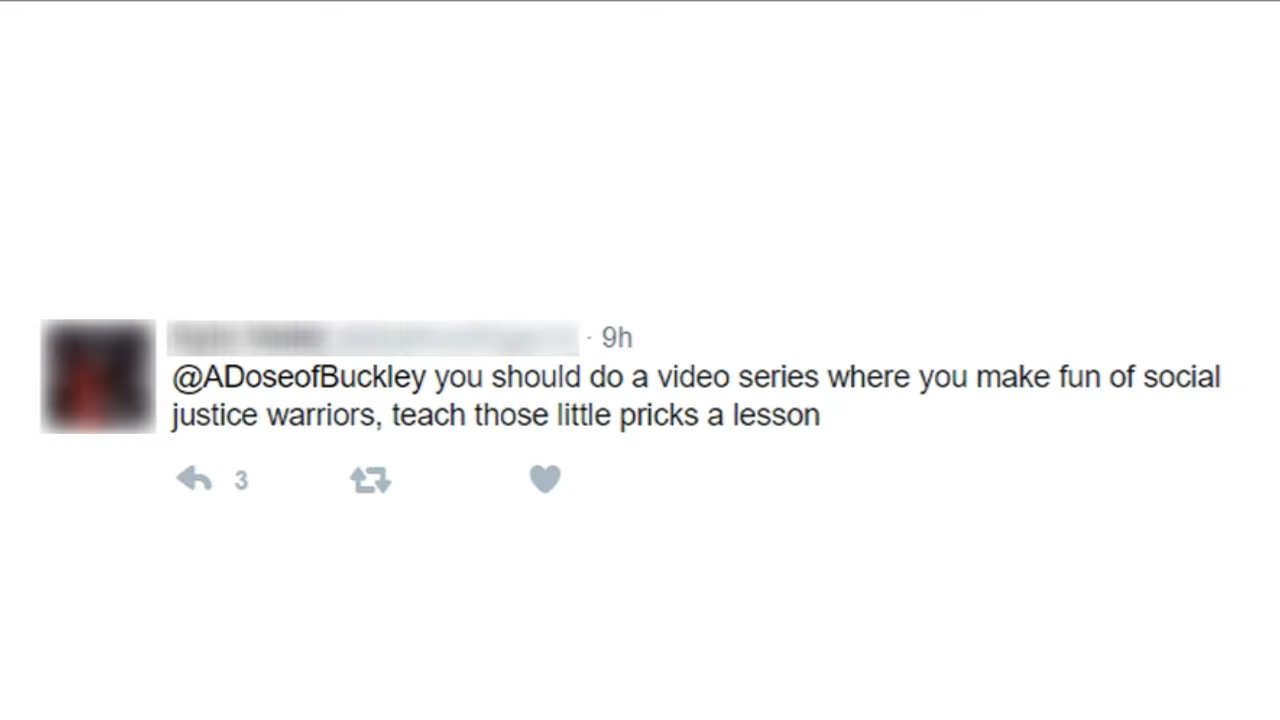 · 9h
@ADoseofBuckley you should do a video series where you make fun of social
justice warriors, teach those little pricks a lesson
3